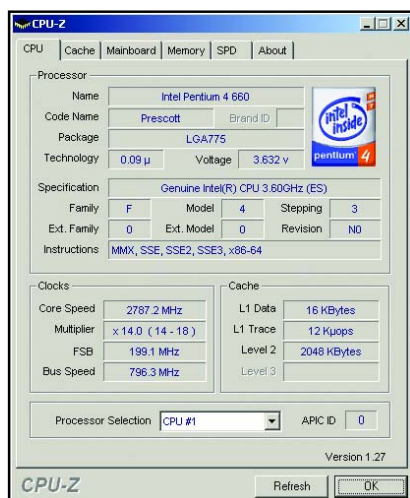 CPU-Z
CPU Cache Mainboard Memory SPD About
Processor
Name Intel Pentium 4 660
Code Name Prescott Brand ID
Package LGA775
Technology 0.09 µ Voltage 3.632 v
intel inside pentium 4
Specification Genuine Intel(R) CPU 3.60GHz (ES)
Family F Model 4 Stepping 3
Ext. Family 0 Ext. Model 0 Revision N0
Instructions MMX, SSE, SSE2, SSE3, x86-64
Clocks
Core Speed 2787.2 MHz
Multiplier x 14.0 ( 14 - 18 )
FSB 199.1 MHz
Bus Speed 796.3 MHz
Cache
L1 Data 16 KBytes
L1 Trace 12 Kµops
Level 2 2048 KBytes
Level 3
Processor Selection CPU #1 APIC ID 0
Version 1.27
CPU-Z Refresh OK